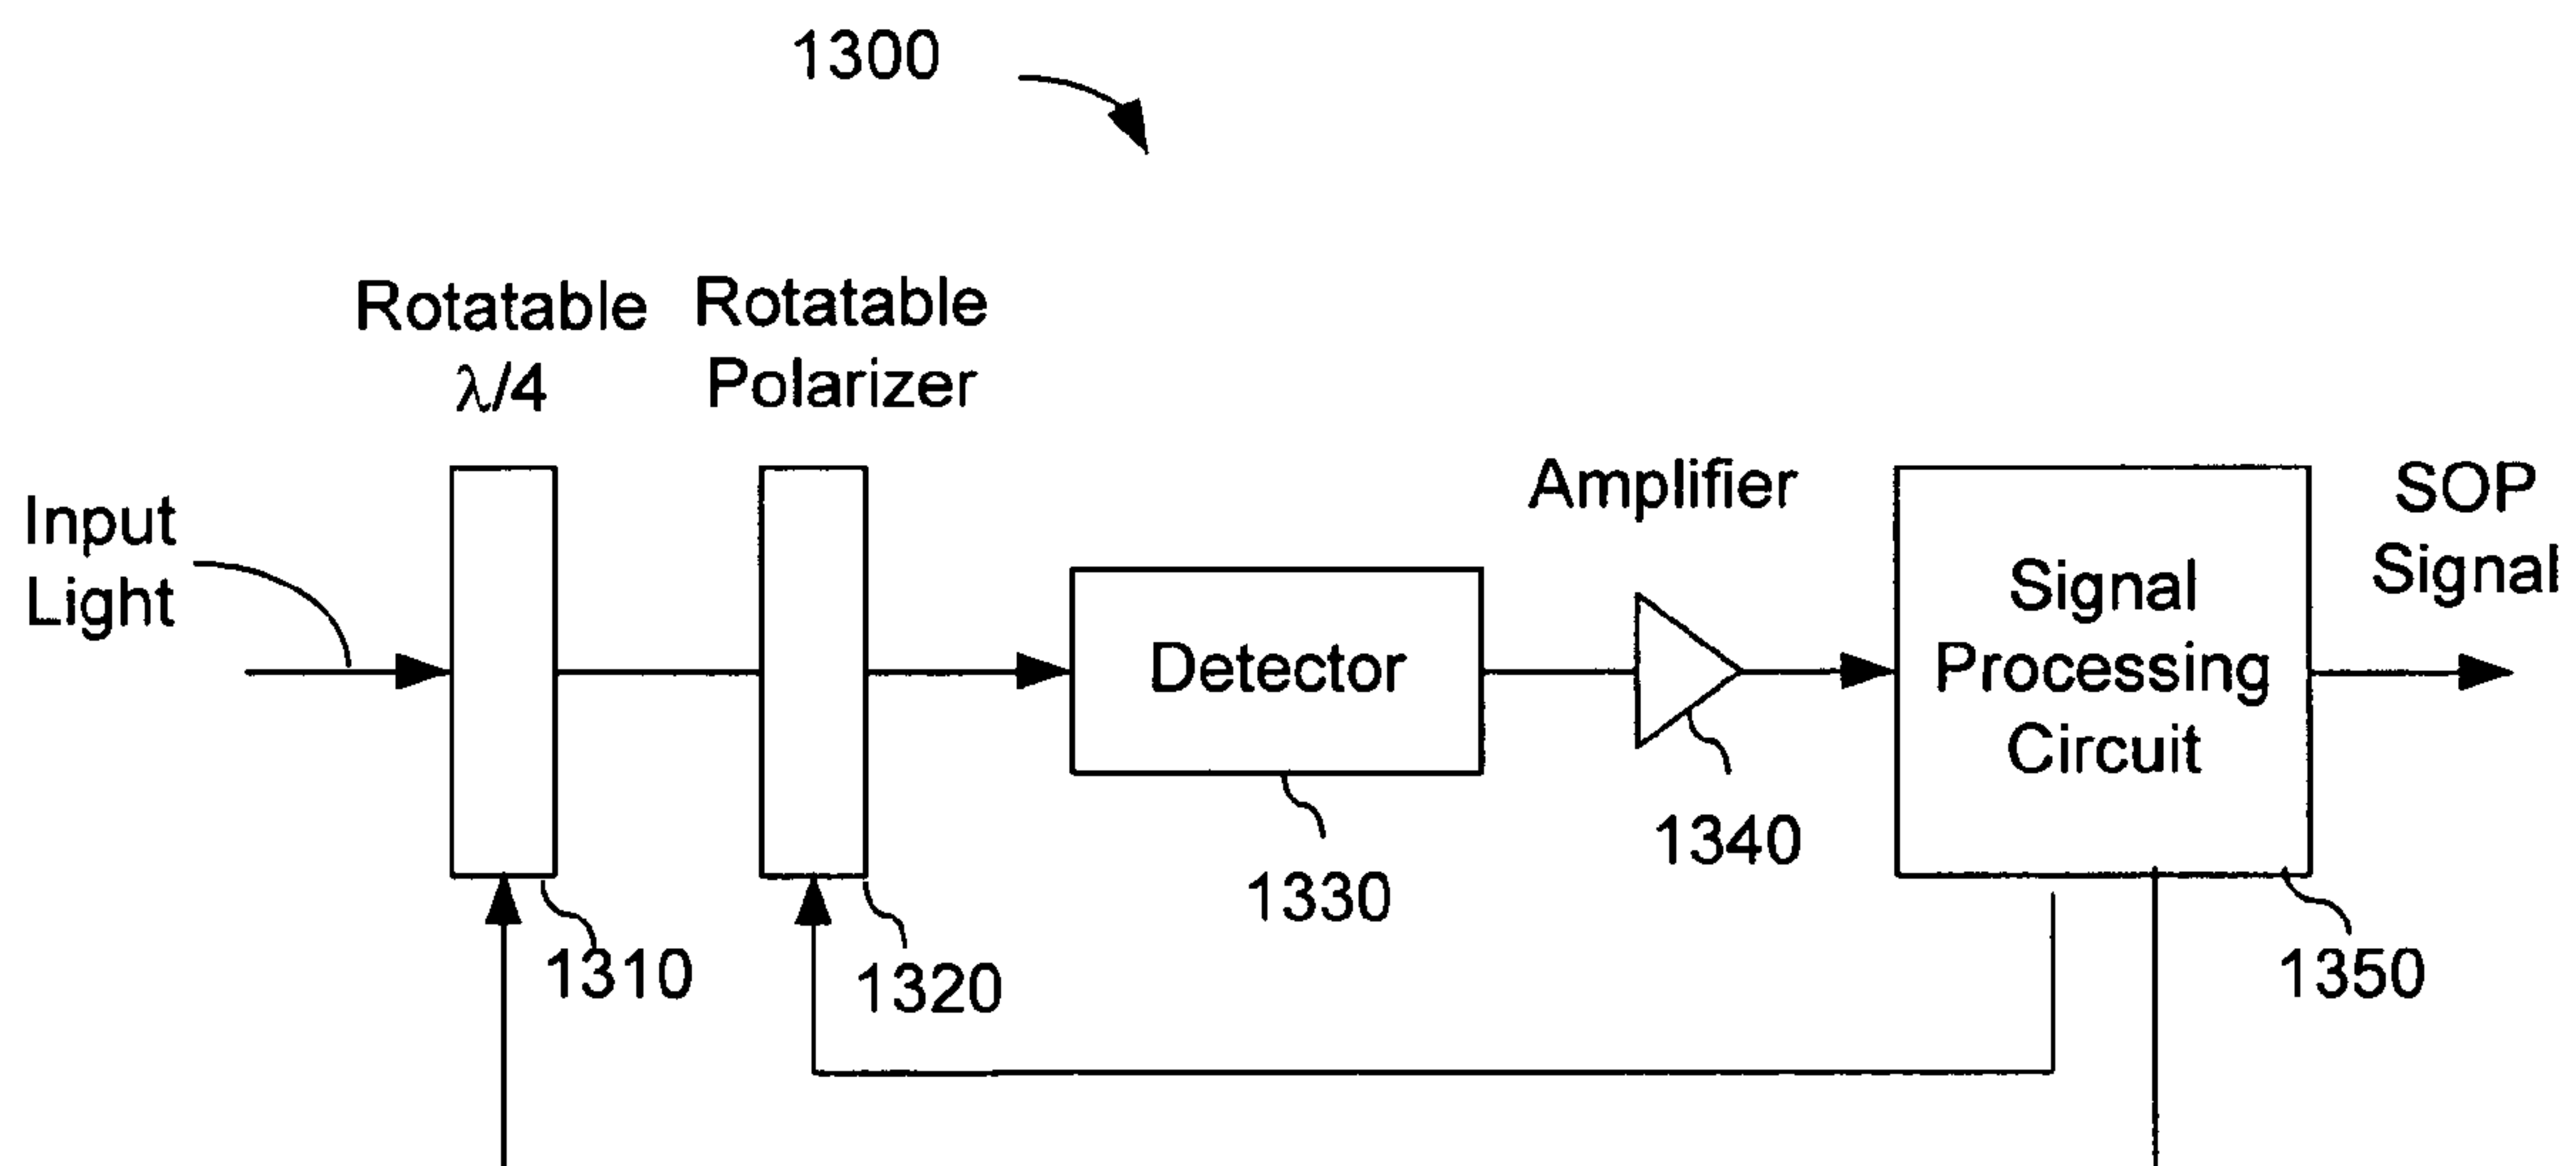 1300
Rotatable
λ/4
Rotatable
Polarizer
Input
Light
Amplifier
SOP
Signal
Detector
Signal
Processing
Circuit
1310
1320
1330
1340
1350